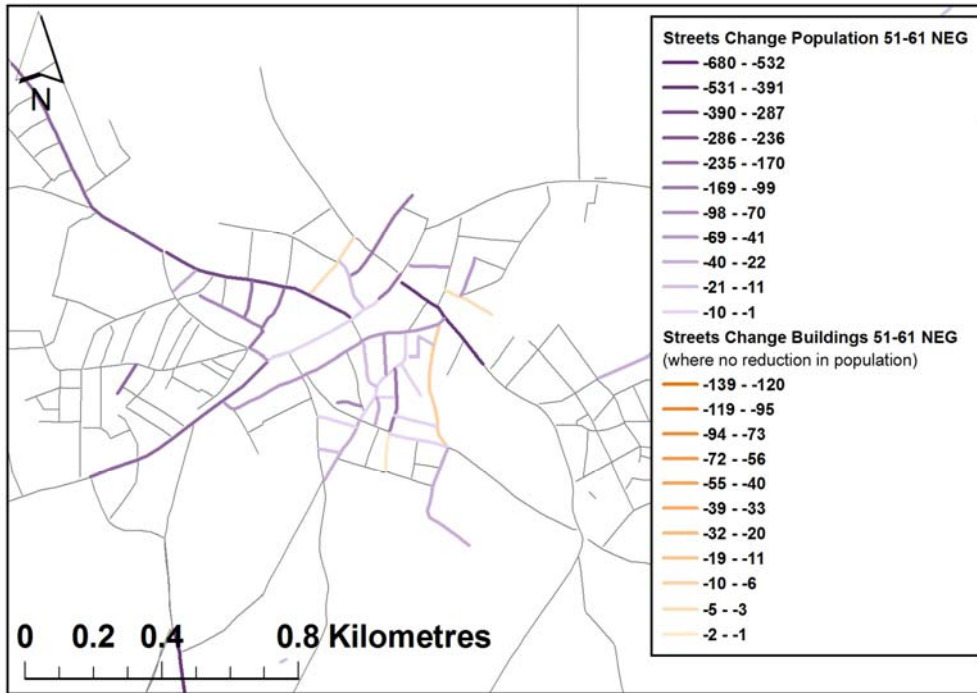 N
Streets Change Population 51-61 NEG
-680 - -532
-531 - -391
-390 - -287
-286 - -236
-235 - -170
-169 - -99
-98 - -70
-69 - -41
-40 - -22
-21 - -11
-10 - -1
Streets Change Buildings 51-61 NEG
(where no reduction in population)
-139 - -120
-119 - -95
-94 - -73
-72 - -56
-55 - -40
-39 - -33
-32 - -20
-19 - -11
-10 - -6
-5 - -3
-2 - -1
0 0.2 0.4 0.8 Kilometres